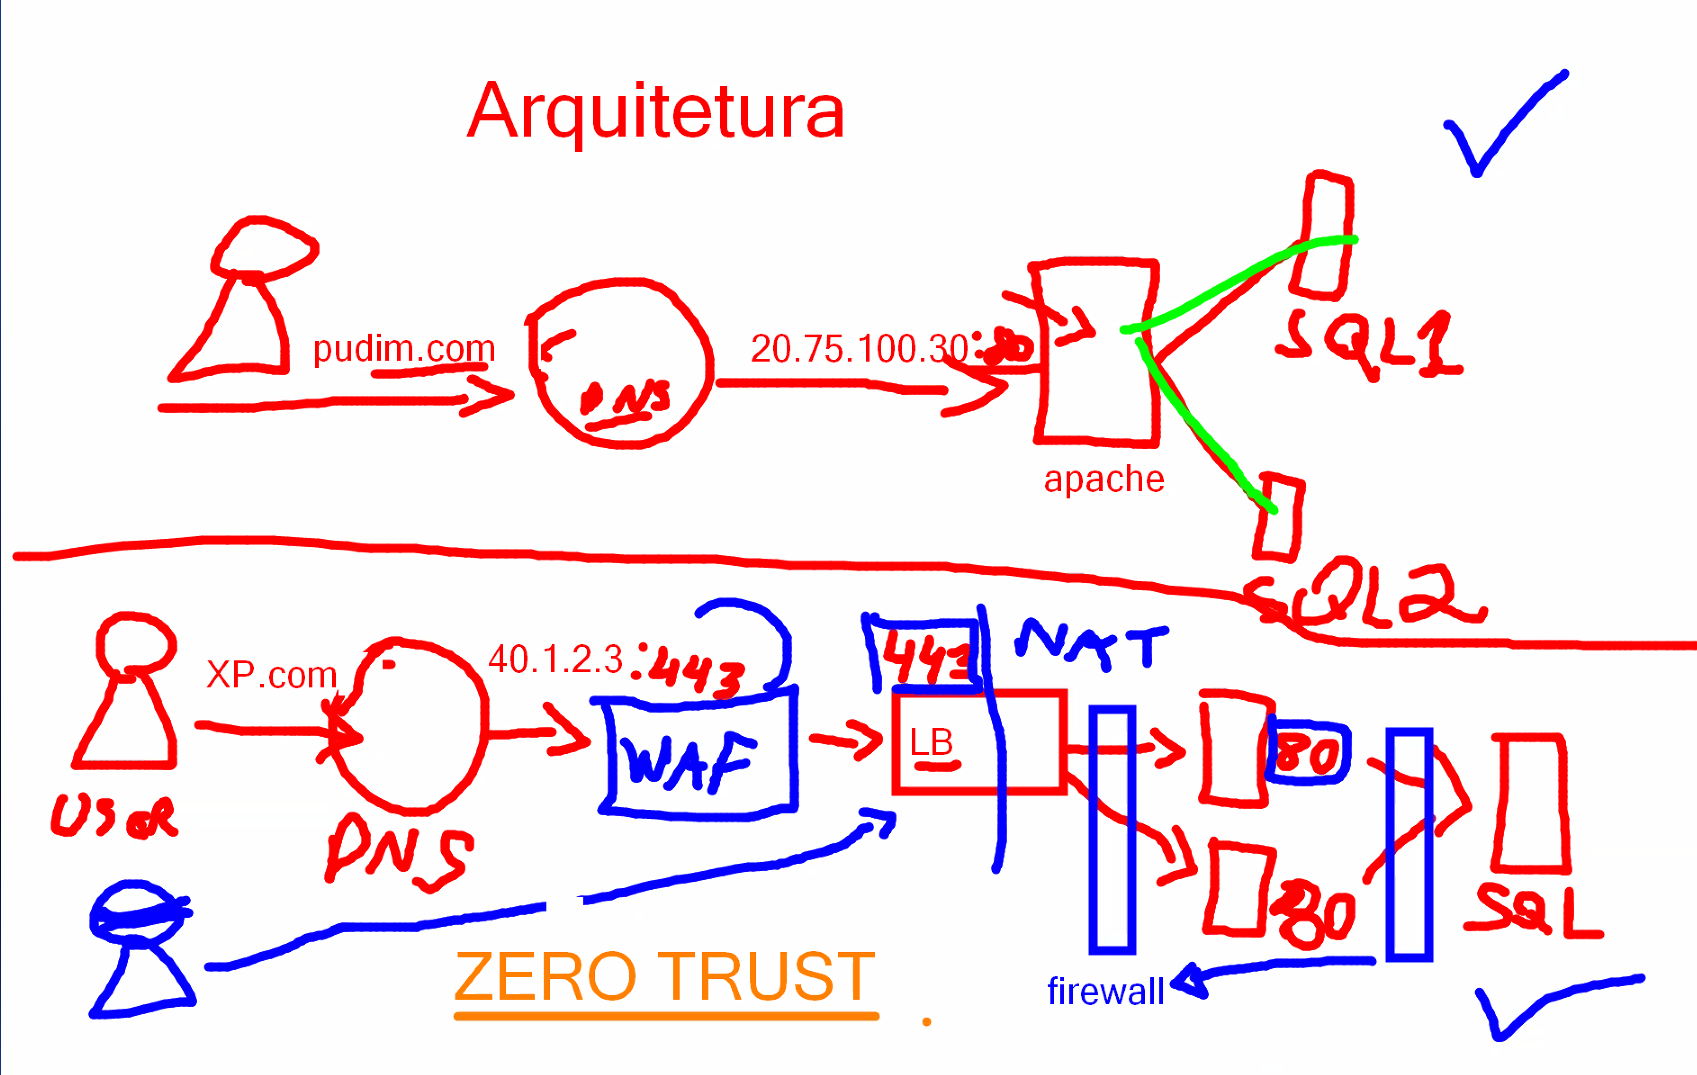 Arquitetura
pudim.com
DNS
20.75.100.30:80
apache
SQL1
SQL2
USER
XP.com
DNS
40.1.2.3:443
WAF
443
NAT
LB
80
80
SQL
firewall
ZERO TRUST